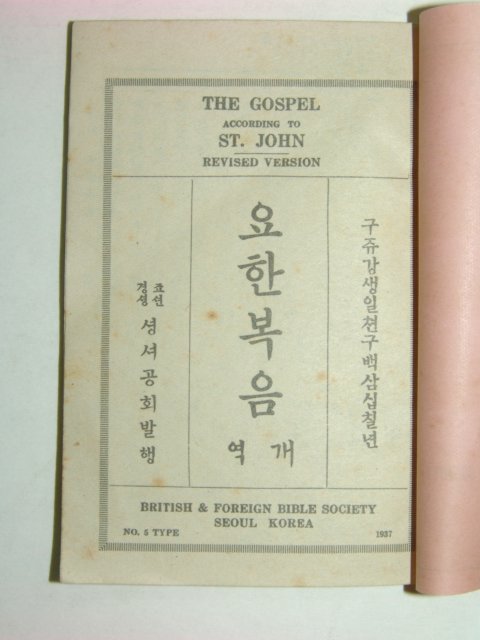 THE GOSPEL
ACCORDING TO
ST. JOHN
REVISED VERSION
구쥬강생일쳔구백삼십칠년
요한복음
개역
죠션
경셩
셩셔공회발행
BRITISH & FOREIGN BIBLE SOCIETY
SEOUL KOREA
NO. 5 TYPE
1937